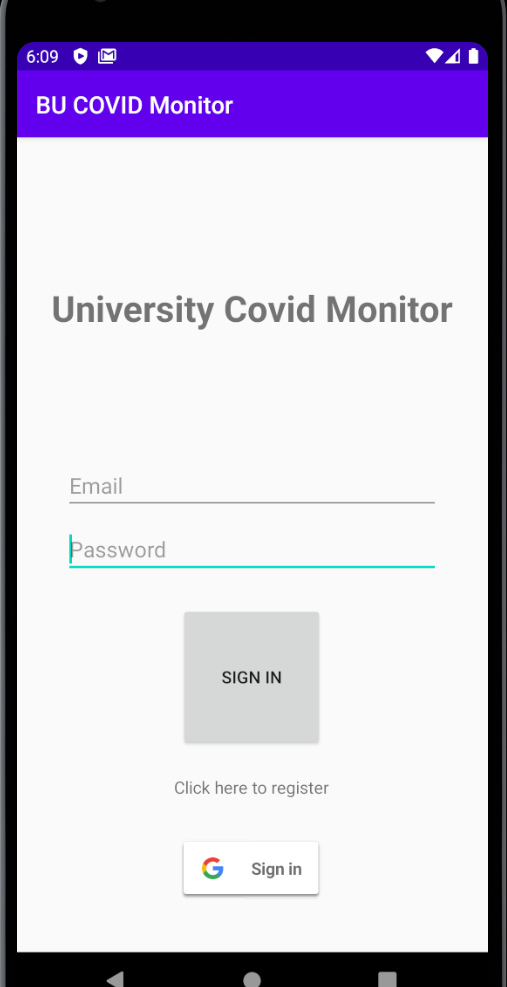 6:09
BU COVID Monitor
University Covid Monitor
Email
Password
SIGN IN
Click here to register
Sign in